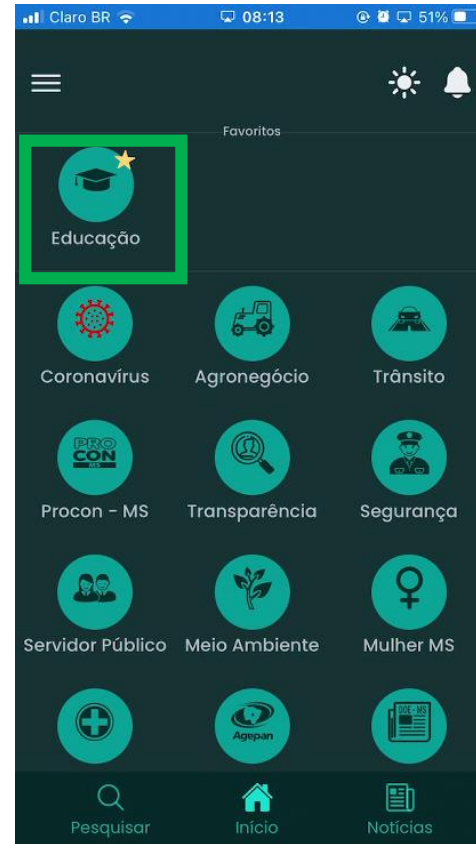 Claro BR 08:13 51%
Favoritos
Educação
Coronavírus Agronegócio Trânsito
PRO
CON
MS
Procon - MS Transparência Segurança
Servidor Público Meio Ambiente Mulher MS
Agepan DOE - MS
Pesquisar Início Notícias